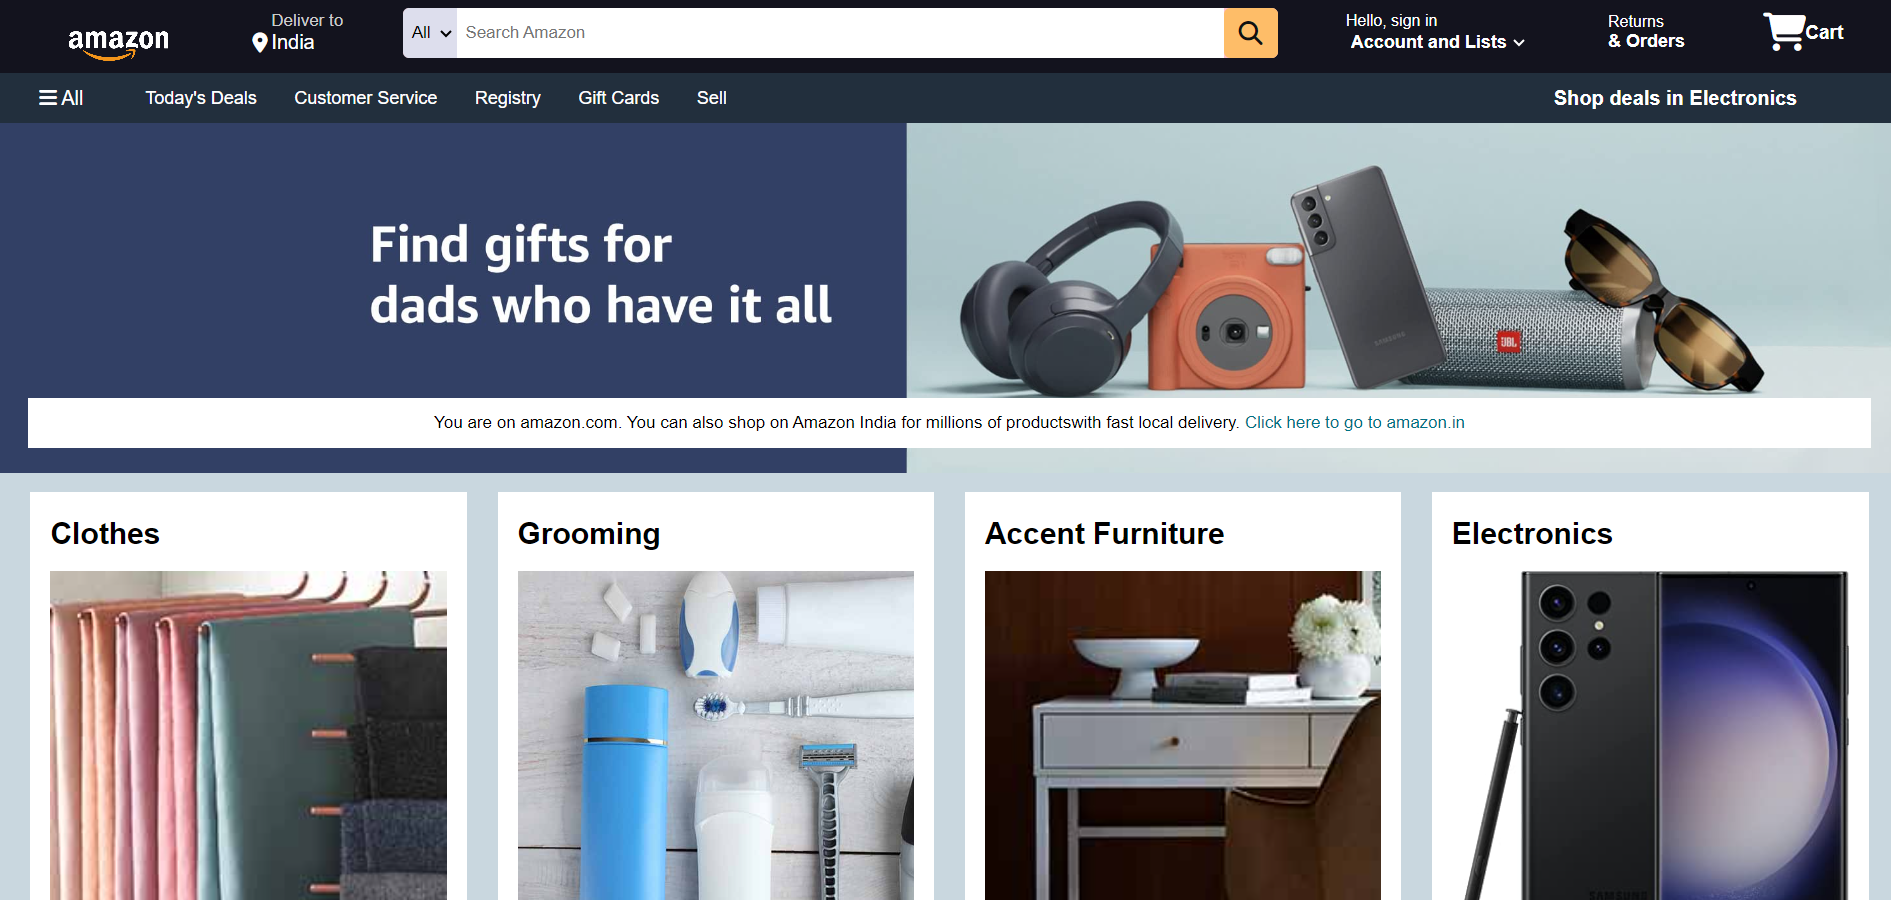 amazon
Deliver to
India
All
Search Amazon
Hello, sign in
Account and Lists
Returns
& Orders
Cart
All
Today's Deals
Customer Service
Registry
Gift Cards
Sell
Shop deals in Electronics
Find gifts for
dads who have it all
SAMSUNG
JBL
You are on amazon.com. You can also shop on Amazon India for millions of productswith fast local delivery. Click here to go to amazon.in
Clothes
Grooming
Accent Furniture
Electronics
SAMSUNG